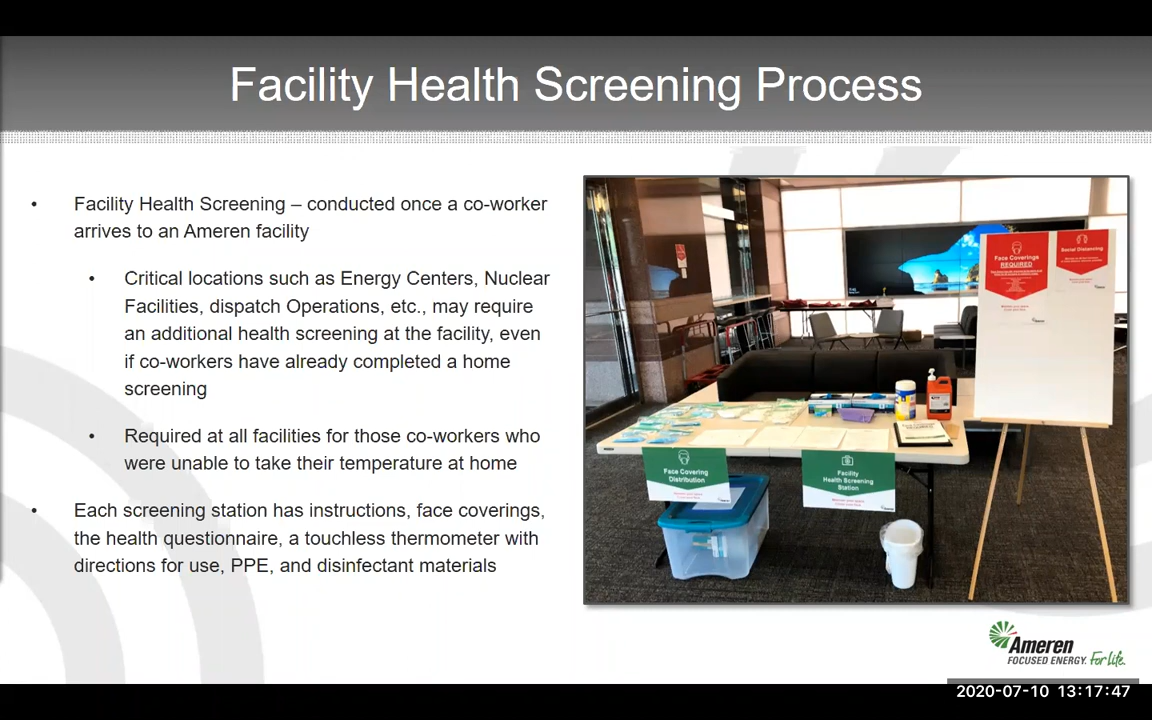 Facility Health Screening Process
• Facility Health Screening – conducted once a co-worker
arrives to an Ameren facility
• Critical locations such as Energy Centers, Nuclear
Facilities, dispatch Operations, etc., may require
an additional health screening at the facility, even
if co-workers have already completed a home
screening
• Required at all facilities for those co-workers who
were unable to take their temperature at home
• Each screening station has instructions, face coverings,
the health questionnaire, a touchless thermometer with
directions for use, PPE, and disinfectant materials
Face Coverings
REQUIRED
Social Distancing
Face Covering
Distribution
Facility
Health Screening
Station
Ameren
FOCUSED ENERGY. For life.
2020-07-10 13:17:47